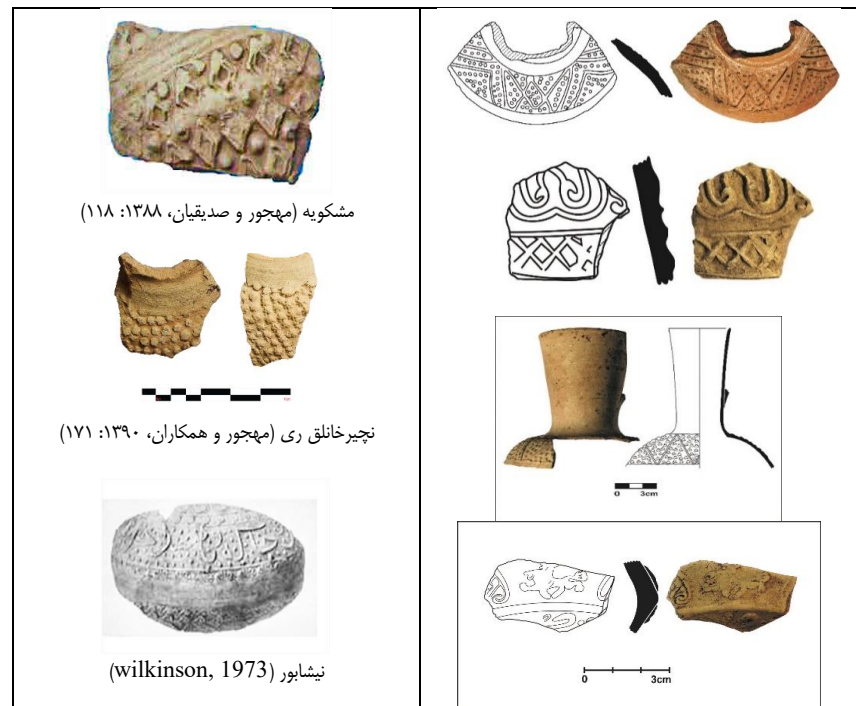 مشکویه (مهجور و صدیقیان، ۱۳۸۸: ۱۱۸)
نچیرخانلق ری (مهجور و همکاران، ۱۳۹۰: ۱۷۱)
نیشابور (wilkinson, 1973)
0 3cm
0 3cm